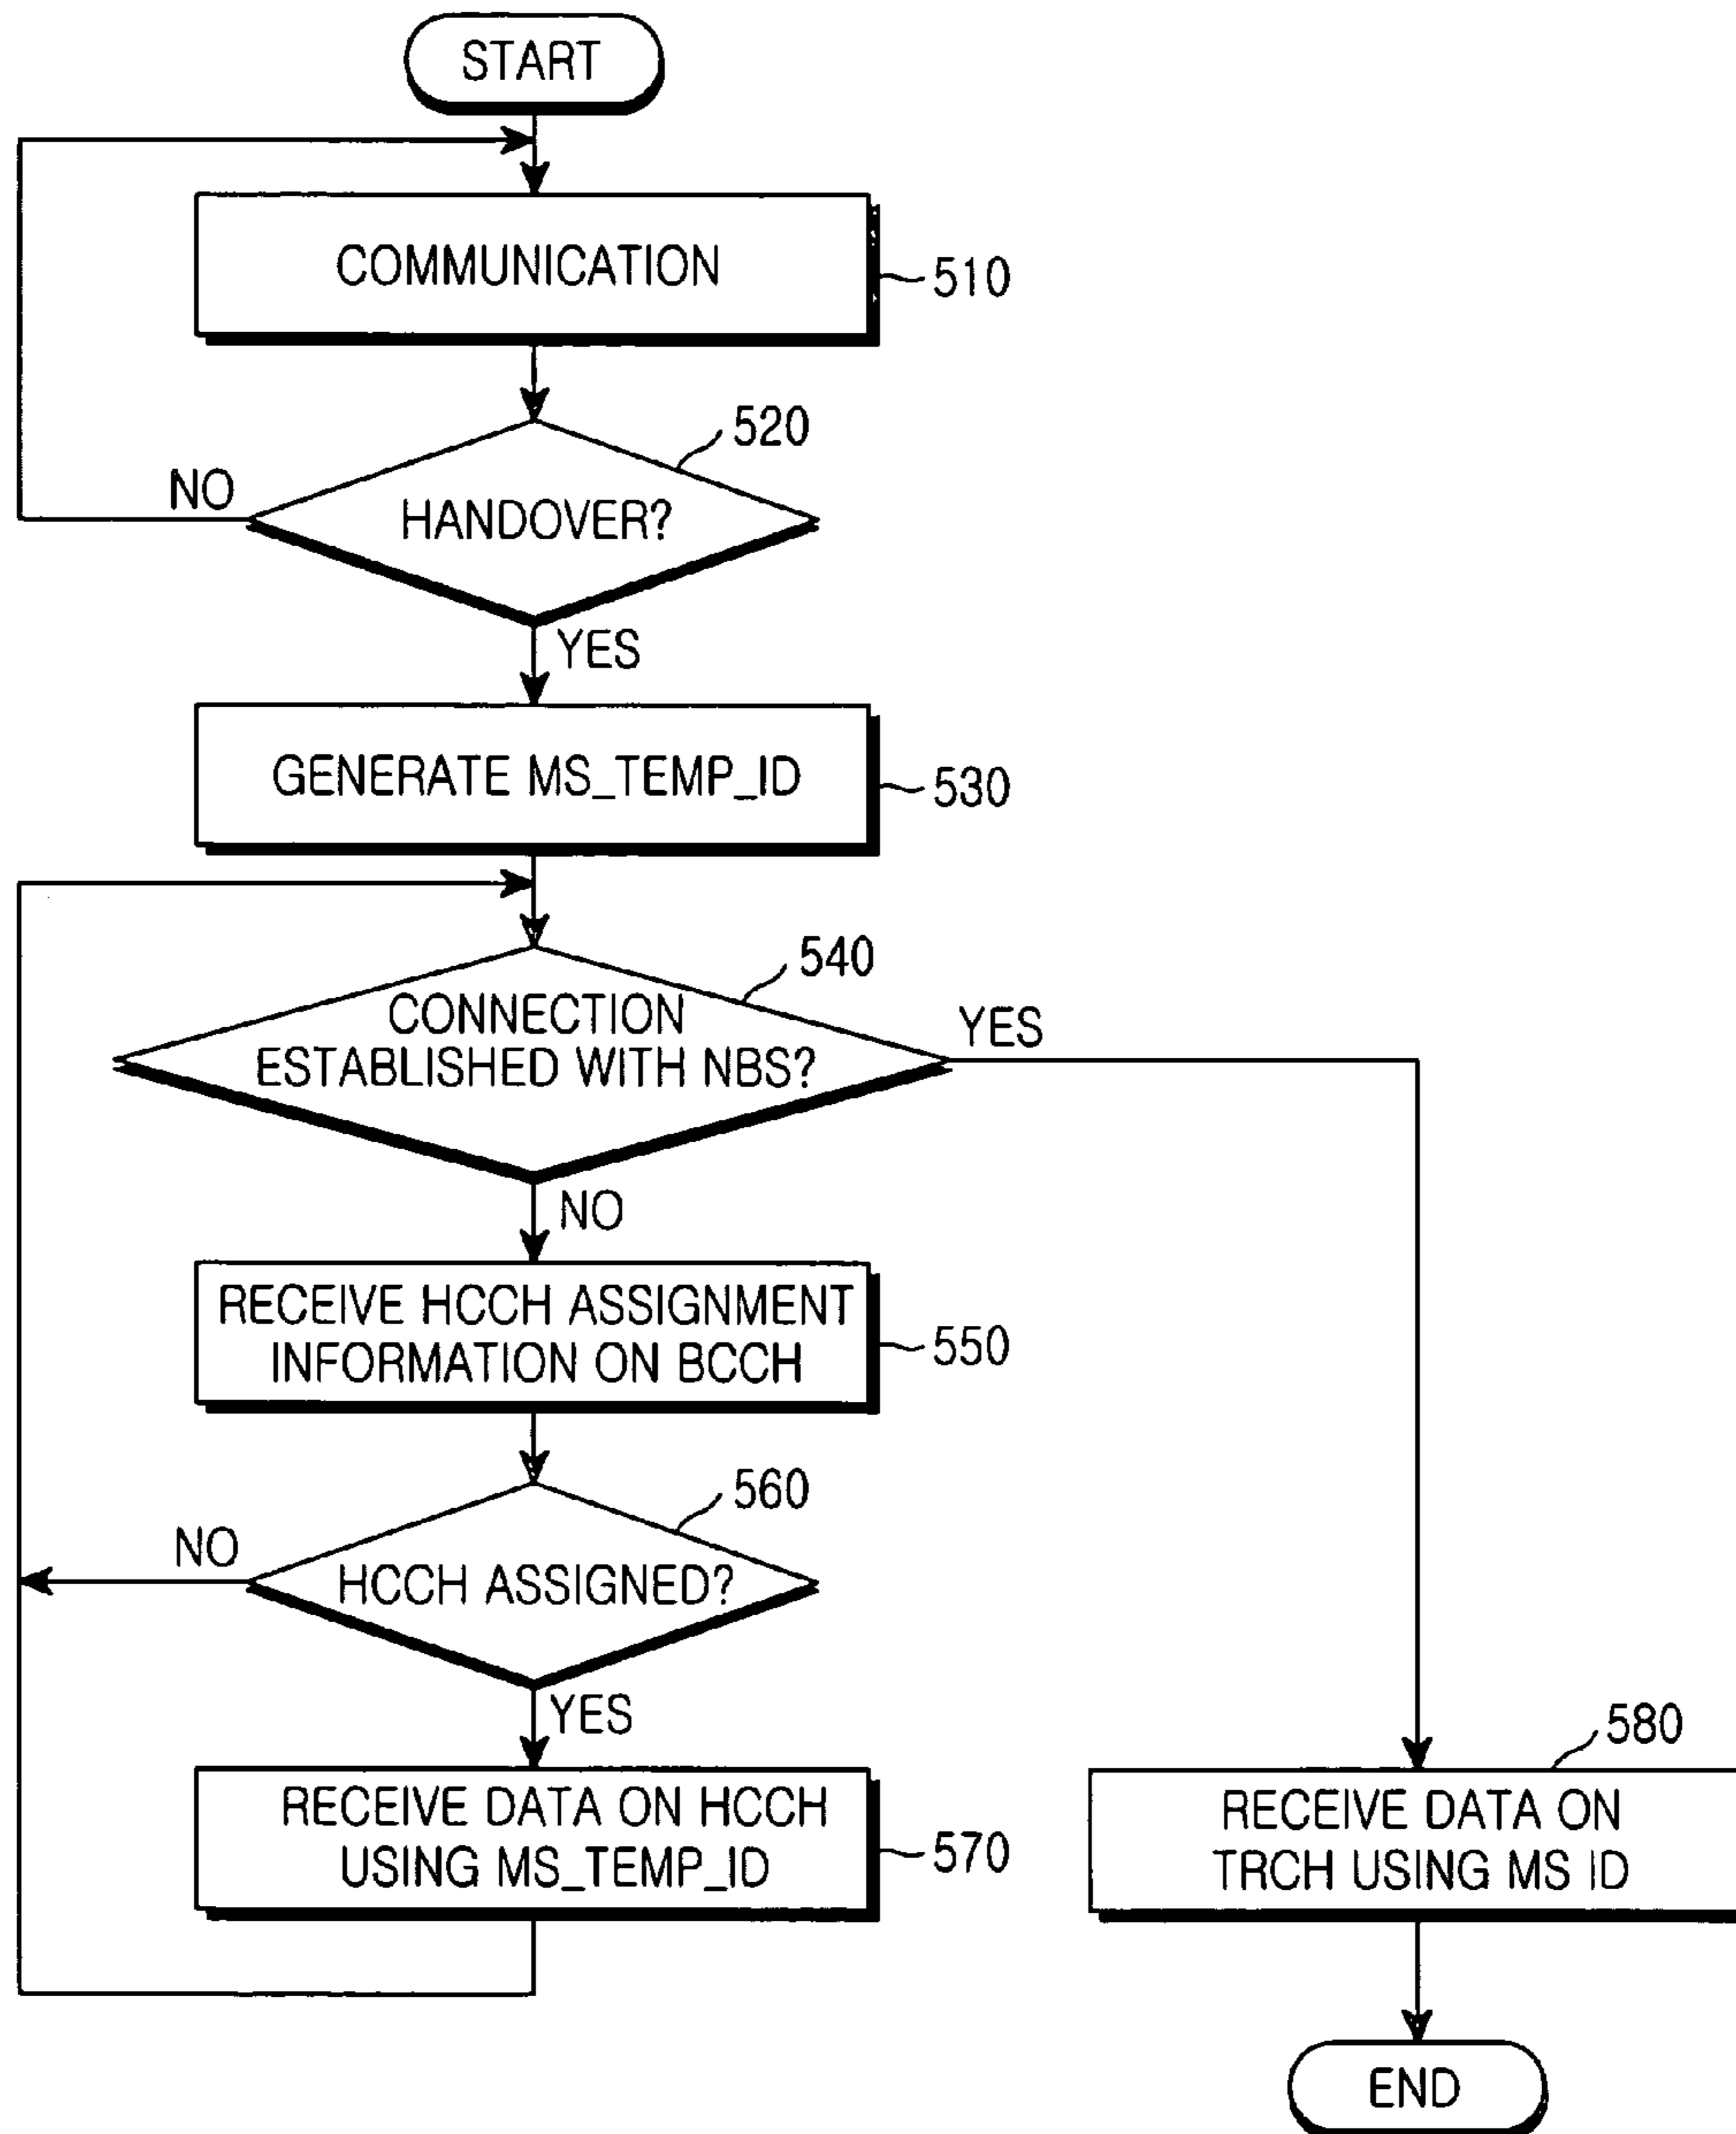 START
COMMUNICATION
510
520
NO
HANDOVER?
YES
GENERATE MS_TEMP_ID
530
540
CONNECTION
ESTABLISHED WITH NBS?
YES
NO
RECEIVE HCCH ASSIGNMENT
INFORMATION ON BCCH
550
560
NO
HCCH ASSIGNED?
YES
RECEIVE DATA ON HCCH
USING MS_TEMP_ID
570
580
RECEIVE DATA ON
TRCH USING MS ID
END